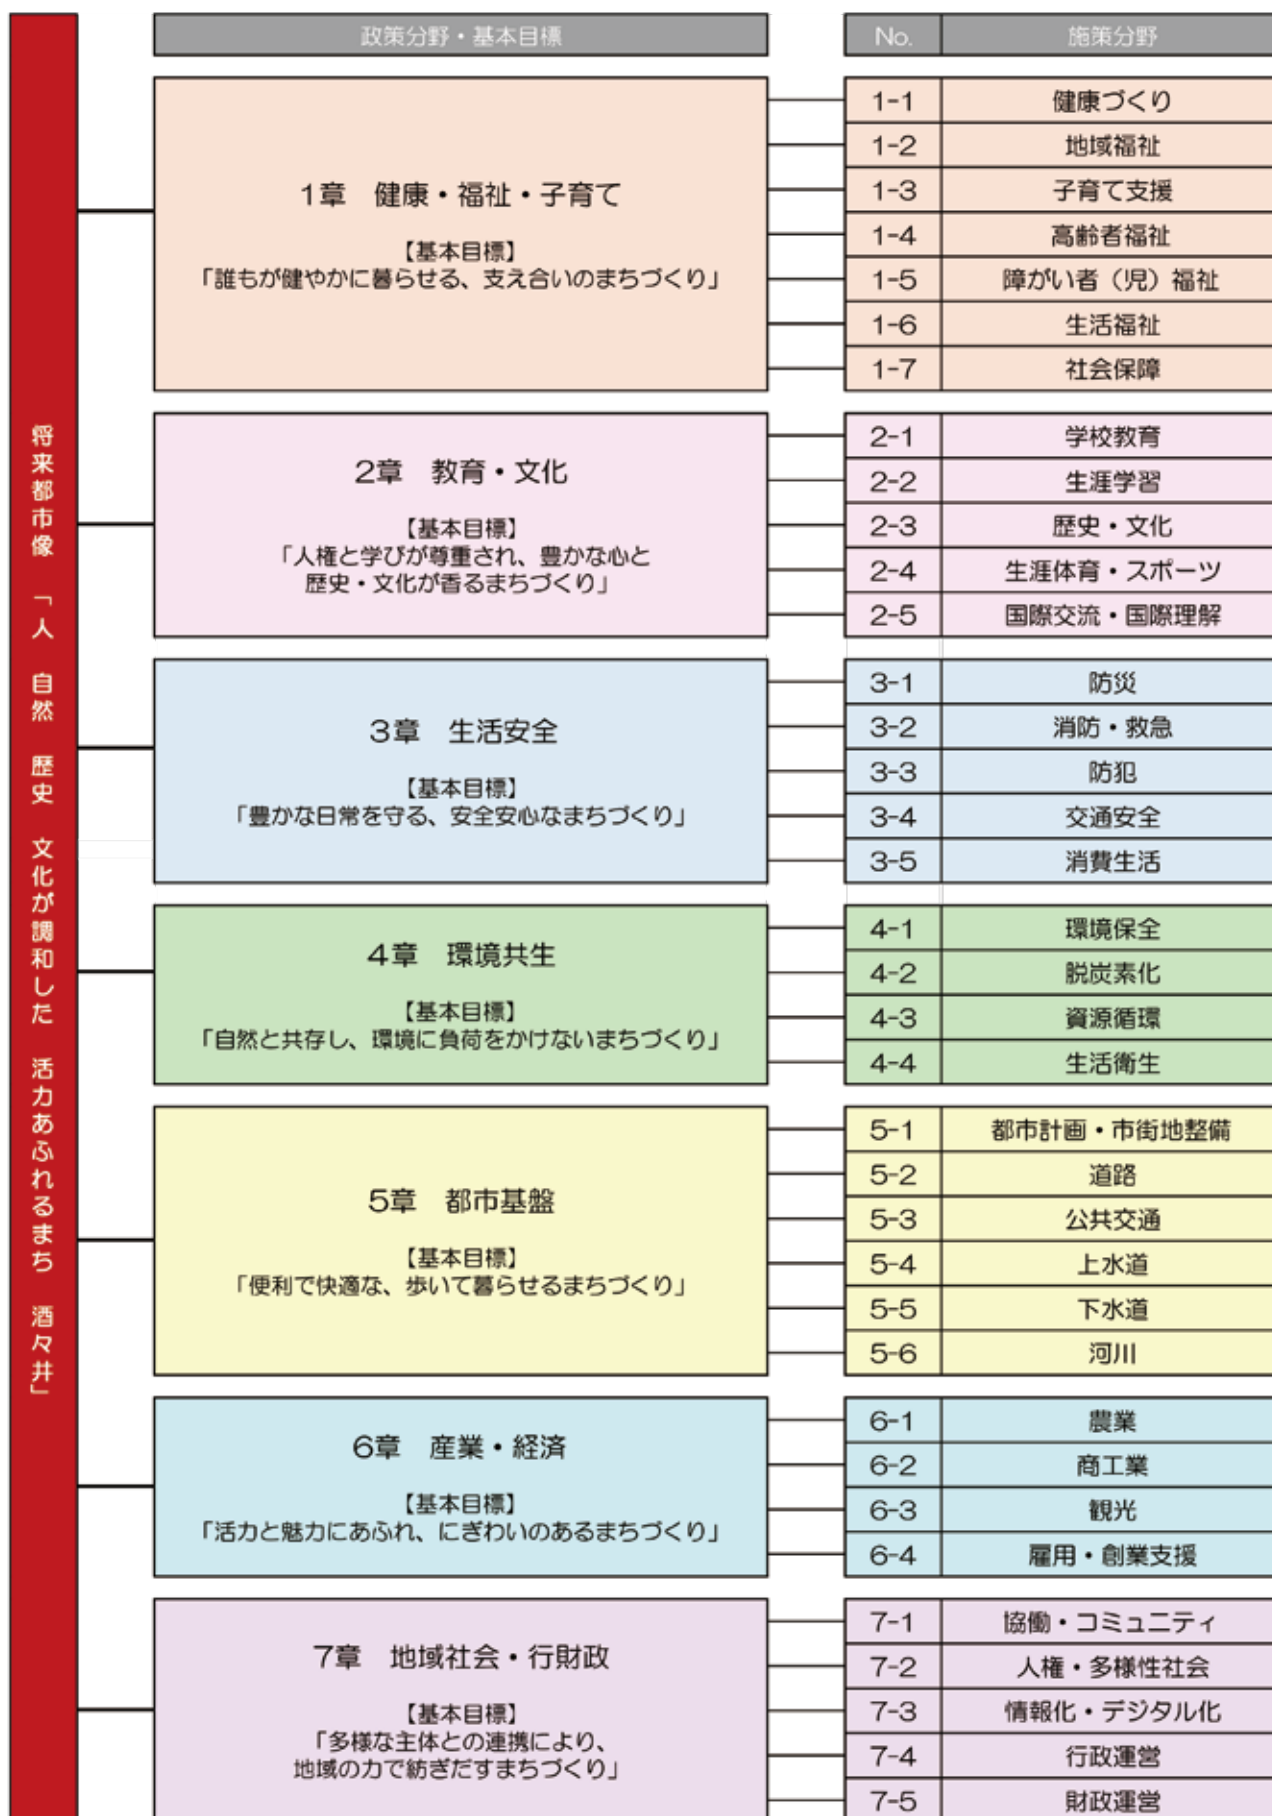 将来都市像　「人　自然　歴史　文化が調和した　活力あふれるまち　酒々井」
政策分野・基本目標
No.　施策分野
1章　健康・福祉・子育て
【基本目標】
「誰もが健やかに暮らせる、支え合いのまちづくり」
1-1　健康づくり
1-2　地域福祉
1-3　子育て支援
1-4　高齢者福祉
1-5　障がい者（児）福祉
1-6　生活福祉
1-7　社会保障
2章　教育・文化
【基本目標】
「人権と学びが尊重され、豊かな心と
歴史・文化が香るまちづくり」
2-1　学校教育
2-2　生涯学習
2-3　歴史・文化
2-4　生涯体育・スポーツ
2-5　国際交流・国際理解
3章　生活安全
【基本目標】
「豊かな日常を守る、安全安心なまちづくり」
3-1　防災
3-2　消防・救急
3-3　防犯
3-4　交通安全
3-5　消費生活
4章　環境共生
【基本目標】
「自然と共存し、環境に負荷をかけないまちづくり」
4-1　環境保全
4-2　脱炭素化
4-3　資源循環
4-4　生活衛生
5章　都市基盤
【基本目標】
「便利で快適な、歩いて暮らせるまちづくり」
5-1　都市計画・市街地整備
5-2　道路
5-3　公共交通
5-4　上水道
5-5　下水道
5-6　河川
6章　産業・経済
【基本目標】
「活力と魅力にあふれ、にぎわいのあるまちづくり」
6-1　農業
6-2　商工業
6-3　観光
6-4　雇用・創業支援
7章　地域社会・行財政
【基本目標】
「多様な主体との連携により、
地域の力で紡ぎだすまちづくり」
7-1　協働・コミュニティ
7-2　人権・多様性社会
7-3　情報化・デジタル化
7-4　行政運営
7-5　財政運営